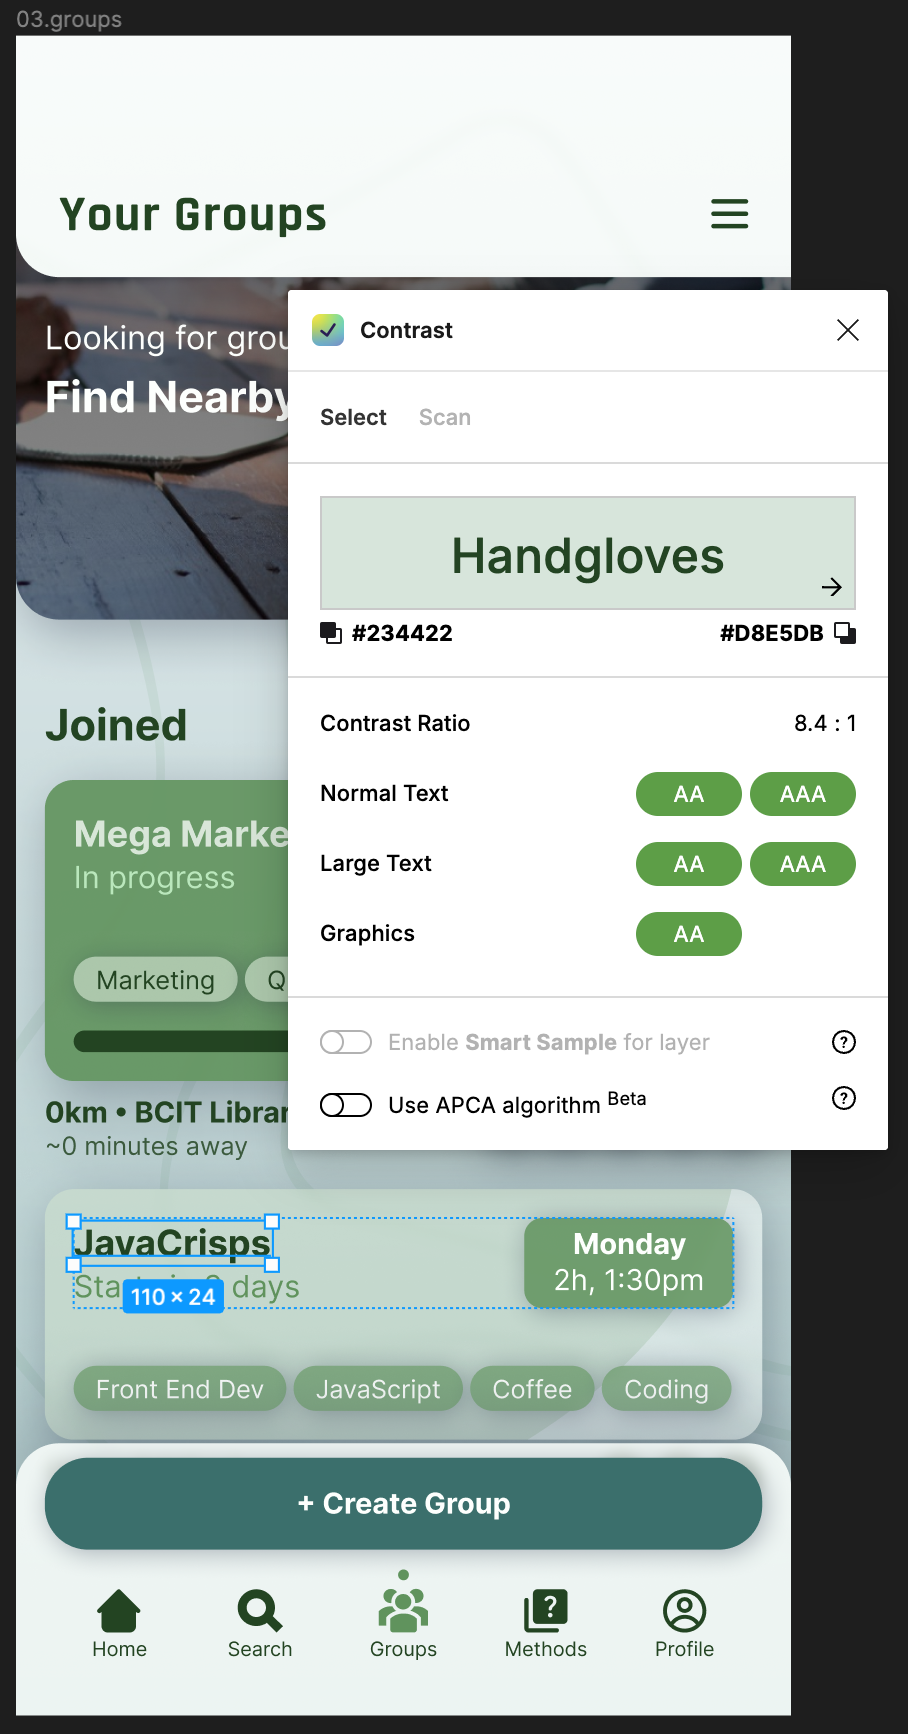 03.groups
Your Groups
Looking for grou
Find Nearby
Contrast
Select Scan
Handgloves
#234422 #D8E5DB
Contrast Ratio 8.4 : 1
Normal Text AA AAA
Large Text AA AAA
Graphics AA
Enable Smart Sample for layer ?
Use APCA algorithm Beta ?
Joined
Mega Marke
In progress
Marketing Q
0km • BCIT Librar
~0 minutes away
JavaCrisps
days
110 × 24
Monday
2h, 1:30pm
Front End Dev JavaScript Coffee Coding
+ Create Group
Home Search Groups Methods Profile